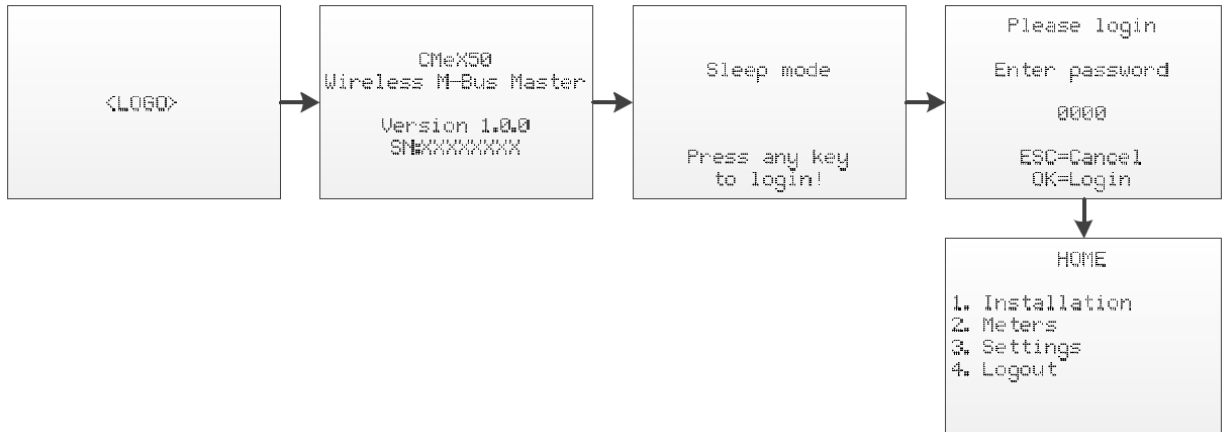 <LOGO>
CMeX50
Wireless M-Bus Master
Version 1.0.0
SN:XXXXXXXX
Sleep mode
Press any key
to login!
Please login
Enter password
0000
ESC=Cancel
OK=Login
HOME
1. Installation
2. Meters
3. Settings
4. Logout